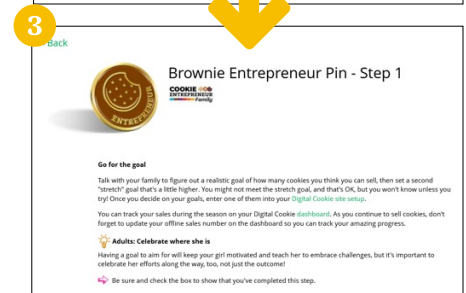 3
Back
Brownie Entrepreneur Pin - Step 1
COOKIE
ENTREPRENEUR
Family
ENTREPRENEUR
Go for the goal
Talk with your family to figure out a realistic goal of how many cookies you think you can sell, then set a second
"stretch" goal that's a little higher. You might not meet the stretch goal, and that's OK, but you won't know unless you
try! Once you decide on your goals, enter one of them into your Digital Cookie site setup.
You can track your sales during the season on your Digital Cookie dashboard. As you continue to sell cookies, don't
forget to update your offline sales number on the dashboard so you can track your amazing progress.
Adults: Celebrate where she is
Having a goal to aim for will keep your girl motivated and teach her to embrace challenges, but it's important to
celebrate her efforts along the way, too, not just the outcome!
Be sure and check the box to show that you've completed this step.